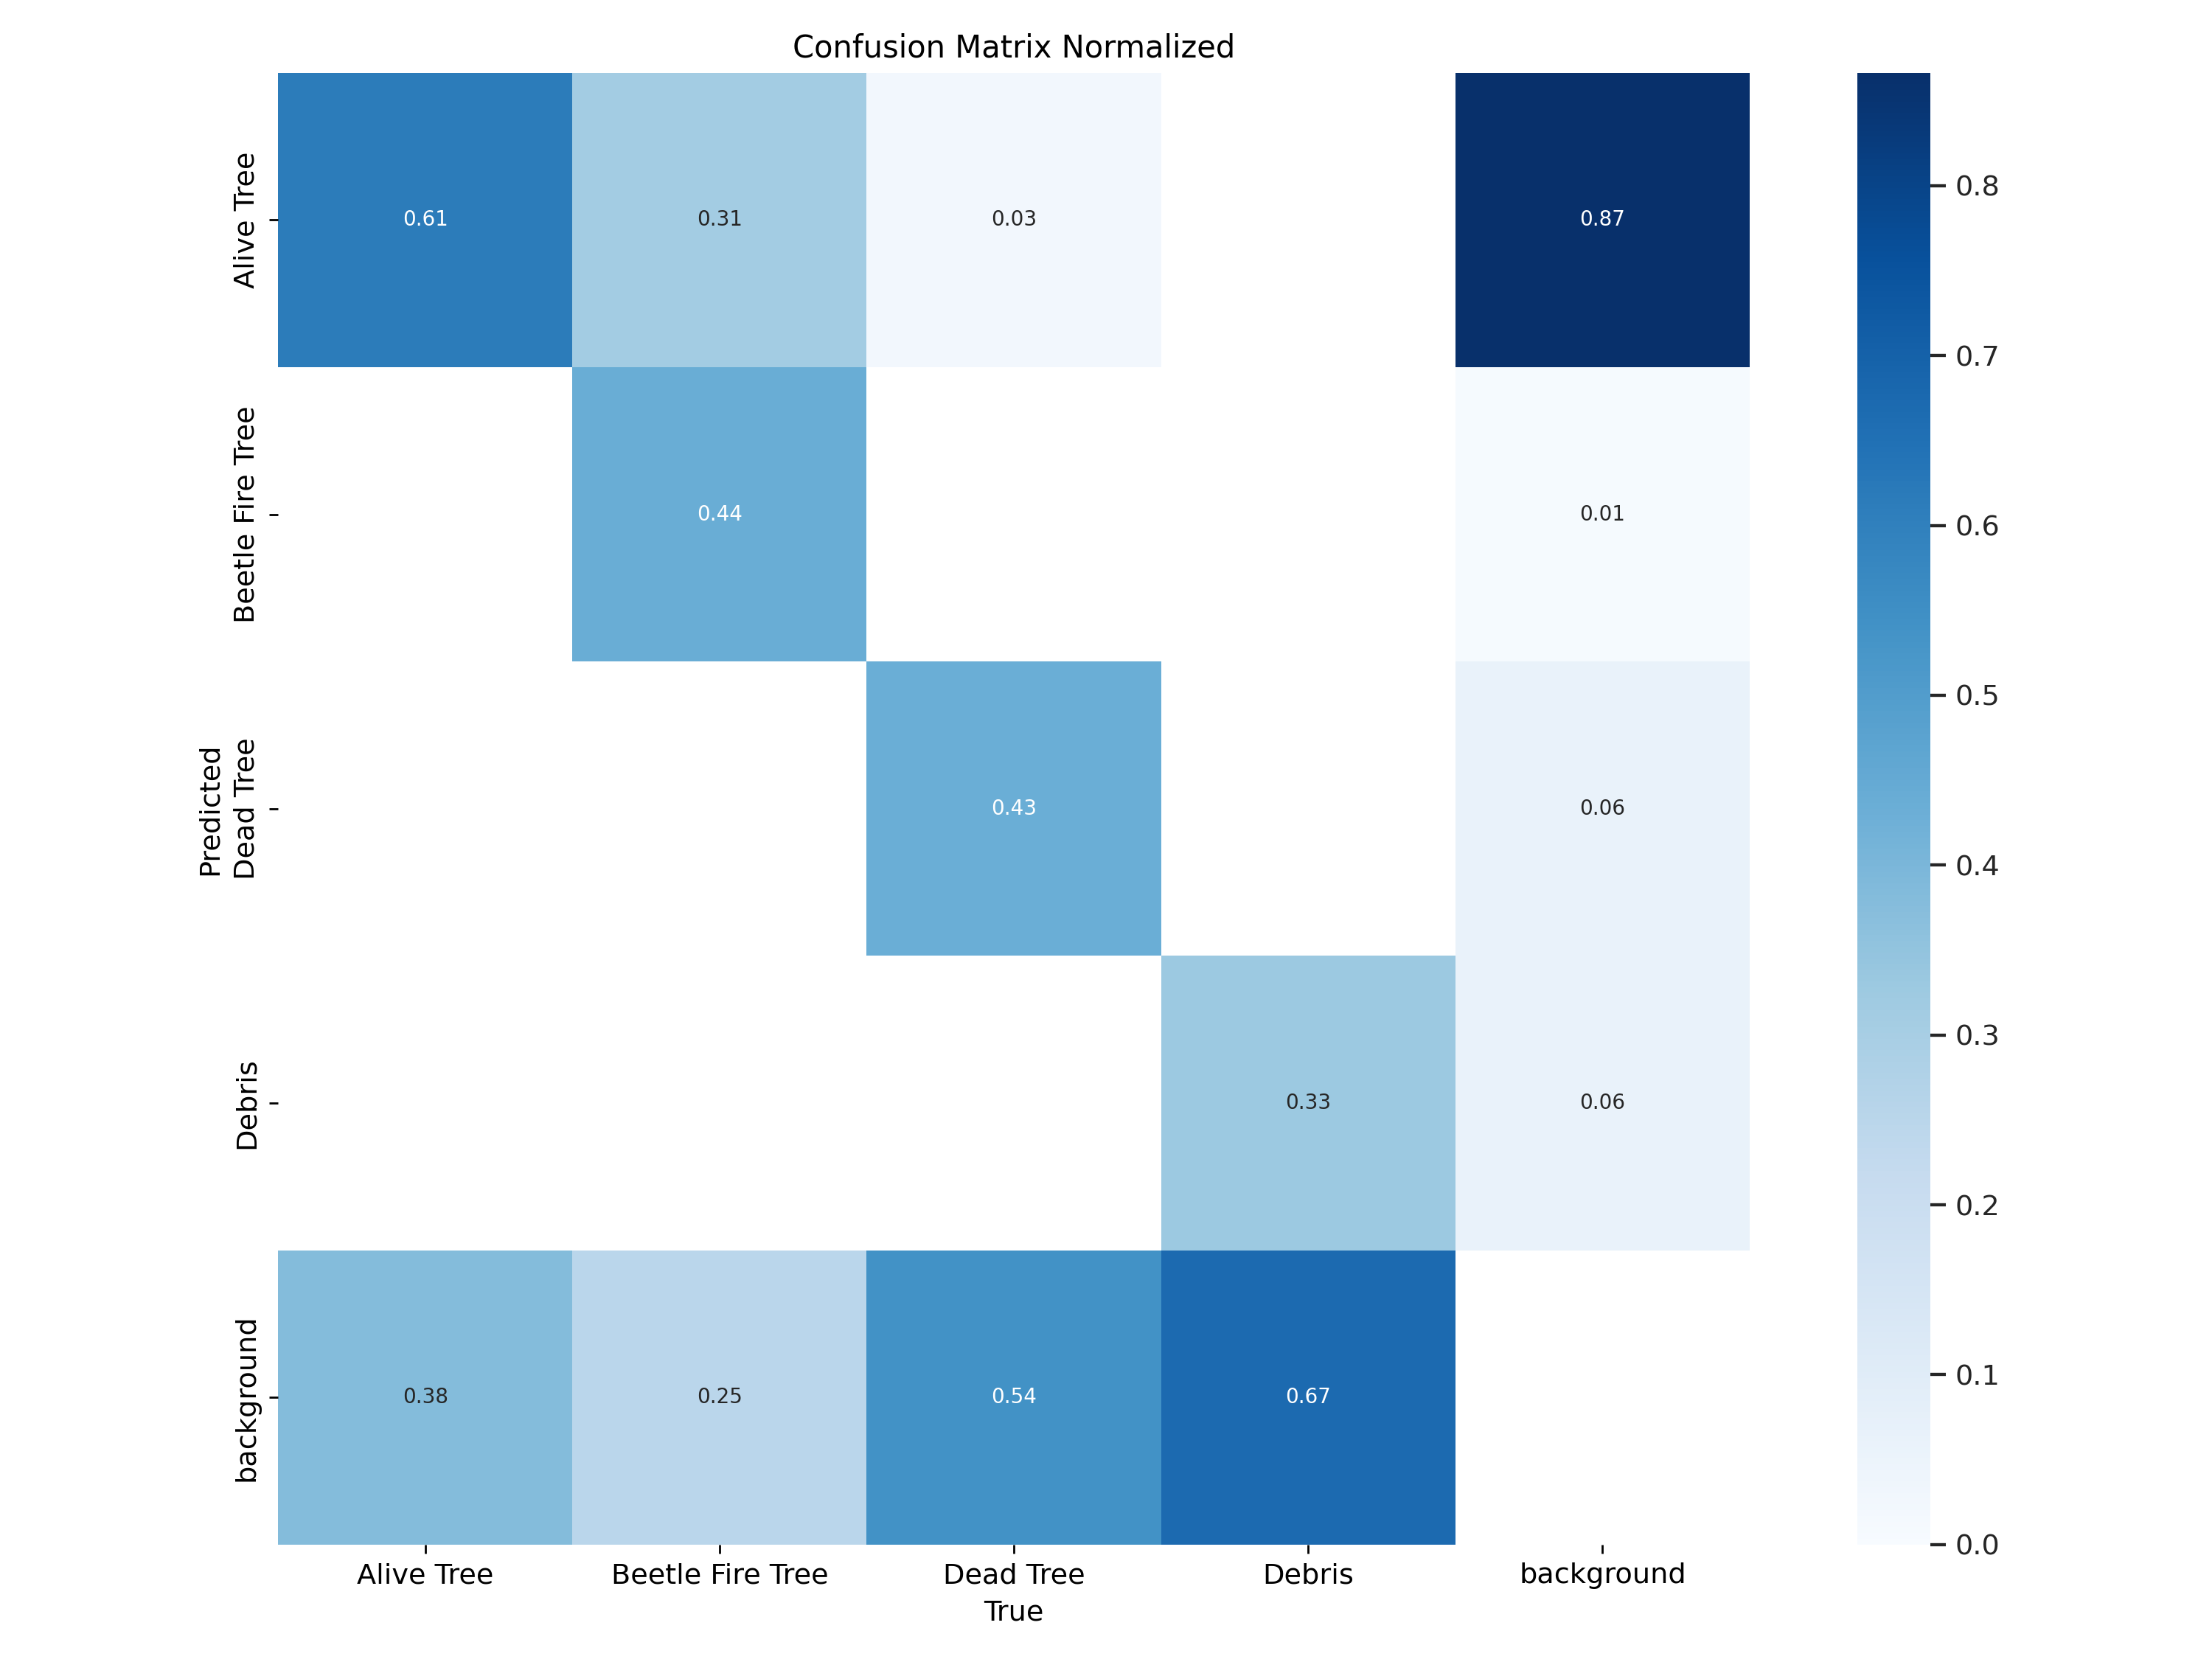 Confusion Matrix Normalized
Alive Tree
0.61
0.31
0.03
0.87
Beetle Fire Tree
0.44
0.01
Predicted
Dead Tree
0.43
0.06
Debris
0.33
0.06
background
0.38
0.25
0.54
0.67
Alive Tree
Beetle Fire Tree
Dead Tree
Debris
background
True
0.8
0.7
0.6
0.5
0.4
0.3
0.2
0.1
0.0